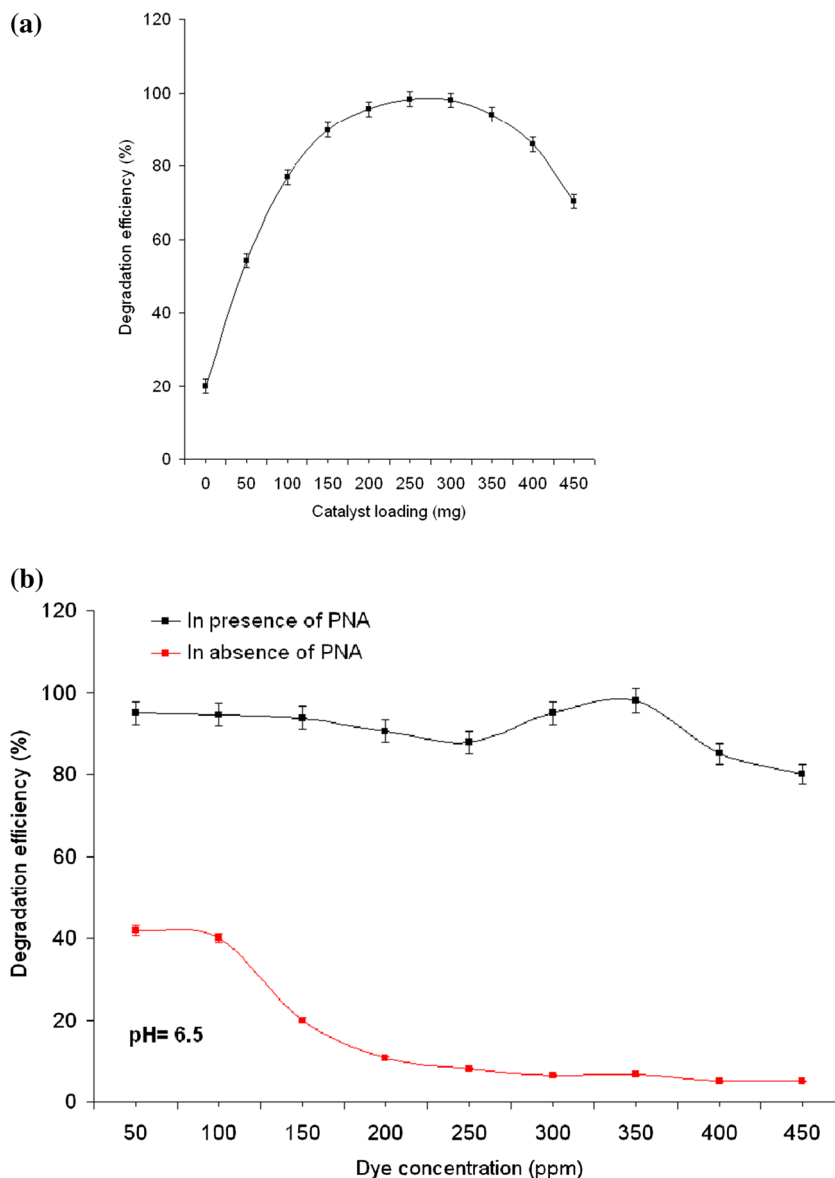 (a)
120
100
80
60
40
20
0
Degradation efficiency (%)
0 50 100 150 200 250 300 350 400 450
Catalyst loading (mg)
(b)
In presence of PNA
In absence of PNA
120
100
80
60
40
20
0
Degradation efficiency (%)
pH= 6.5
50 100 150 200 250 300 350 400 450
Dye concentration (ppm)